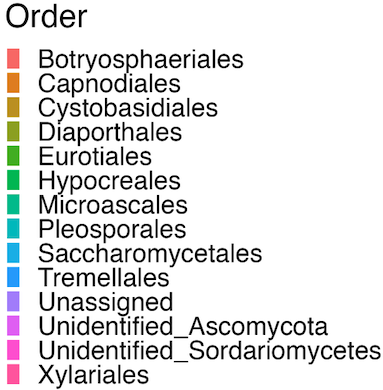 Order
Botryosphaeriales
Capnodiales
Cystobasidiales
Diaporthales
Eurotiales
Hypocreales
Microascales
Pleosporales
Saccharomycetales
Tremellales
Unassigned
Unidentified_Ascomycota
Unidentified_Sordariomycetes
Xylariales